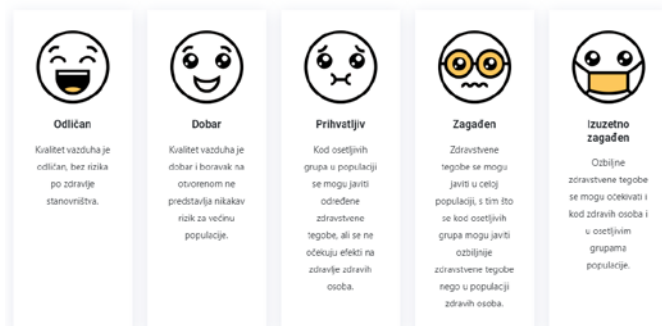 Odličan
Kvalitet vazduha je
odličan, bez rizika
po zdravlje
stanovništva.
Dobar
Kvalitet vazduha je
dobar i boravak na
otvorenom ne
predstavlja nikakav
rizik za većinu
populacije.
Prihvatljiv
Kod osetljivih
grupa u populaciji
se mogu javiti
određene
zdravstvene
tegobe, ali se ne
očekuju efekti na
zdravlje zdravih
osoba.
Zagađen
Zdravstvene
tegobe se mogu
javiti u celoj
populaciji, s tim što
se kod osetljivih
grupa mogu javiti
ozbiljnije
zdravstvene tegobe
nego u populaciji
zdravih osoba.
Izuzetno
zagađen
Ozbiljne
zdravstvene tegobe
se mogu očekivati i
kod zdravih osoba i
u osetljivim
grupama
populacije.